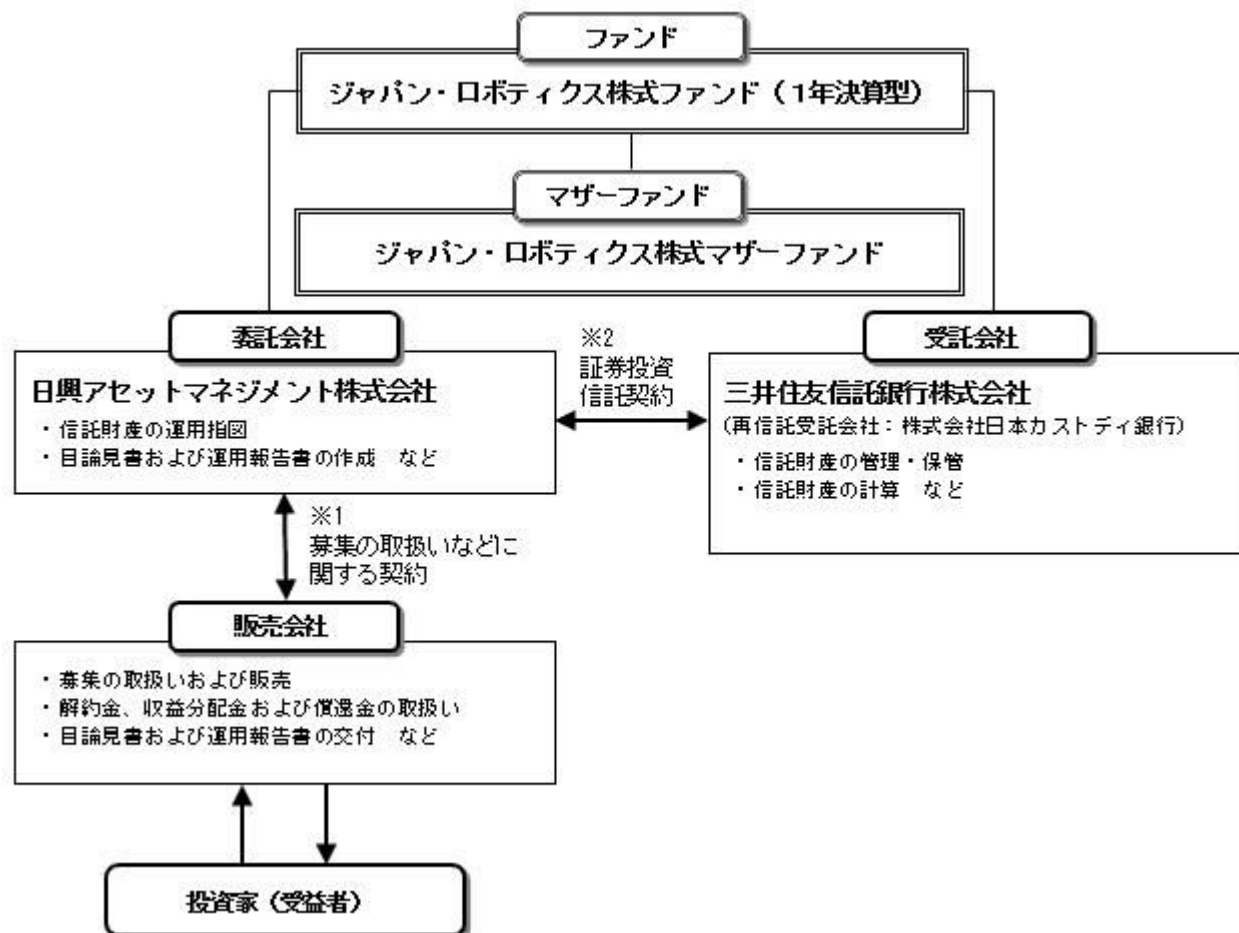 ファンド
ジャパン・ロボティクス株式ファンド（1年決算型）
マザーファンド
ジャパン・ロボティクス株式マザーファンド
委託会社
日興アセットマネジメント株式会社
・信託財産の運用指図
・目論見書および運用報告書の作成　など
※2
証券投資
信託契約
受託会社
三井住友信託銀行株式会社
(再信託受託会社：株式会社日本カストディ銀行)
・信託財産の管理・保管
・信託財産の計算　など
※1
募集の取扱いなどに
関する契約
販売会社
・募集の取扱いおよび販売
・解約金、収益分配金および償還金の取扱い
・目論見書および運用報告書の交付　など
投資家（受益者）